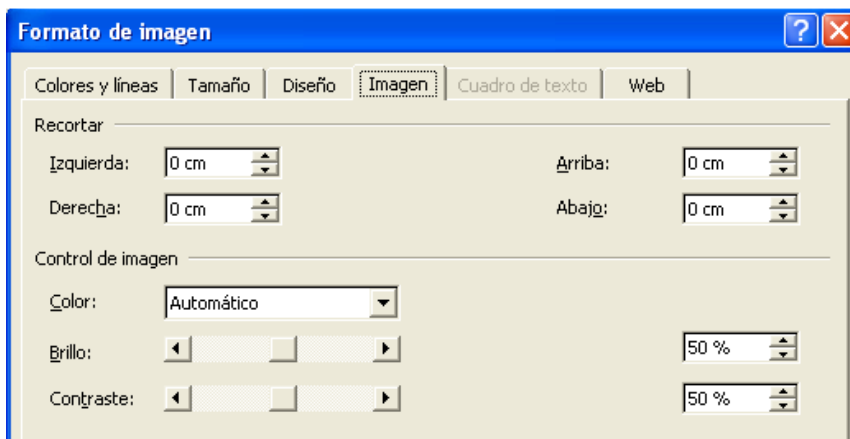 Formato de imagen
Colores y líneas Tamaño Diseño Imagen Cuadro de texto Web
Recortar
Izquierda: 0 cm Arriba: 0 cm
Derecha: 0 cm Abajo: 0 cm
Control de imagen
Color: Automático
Brillo: 50 %
Contraste: 50 %